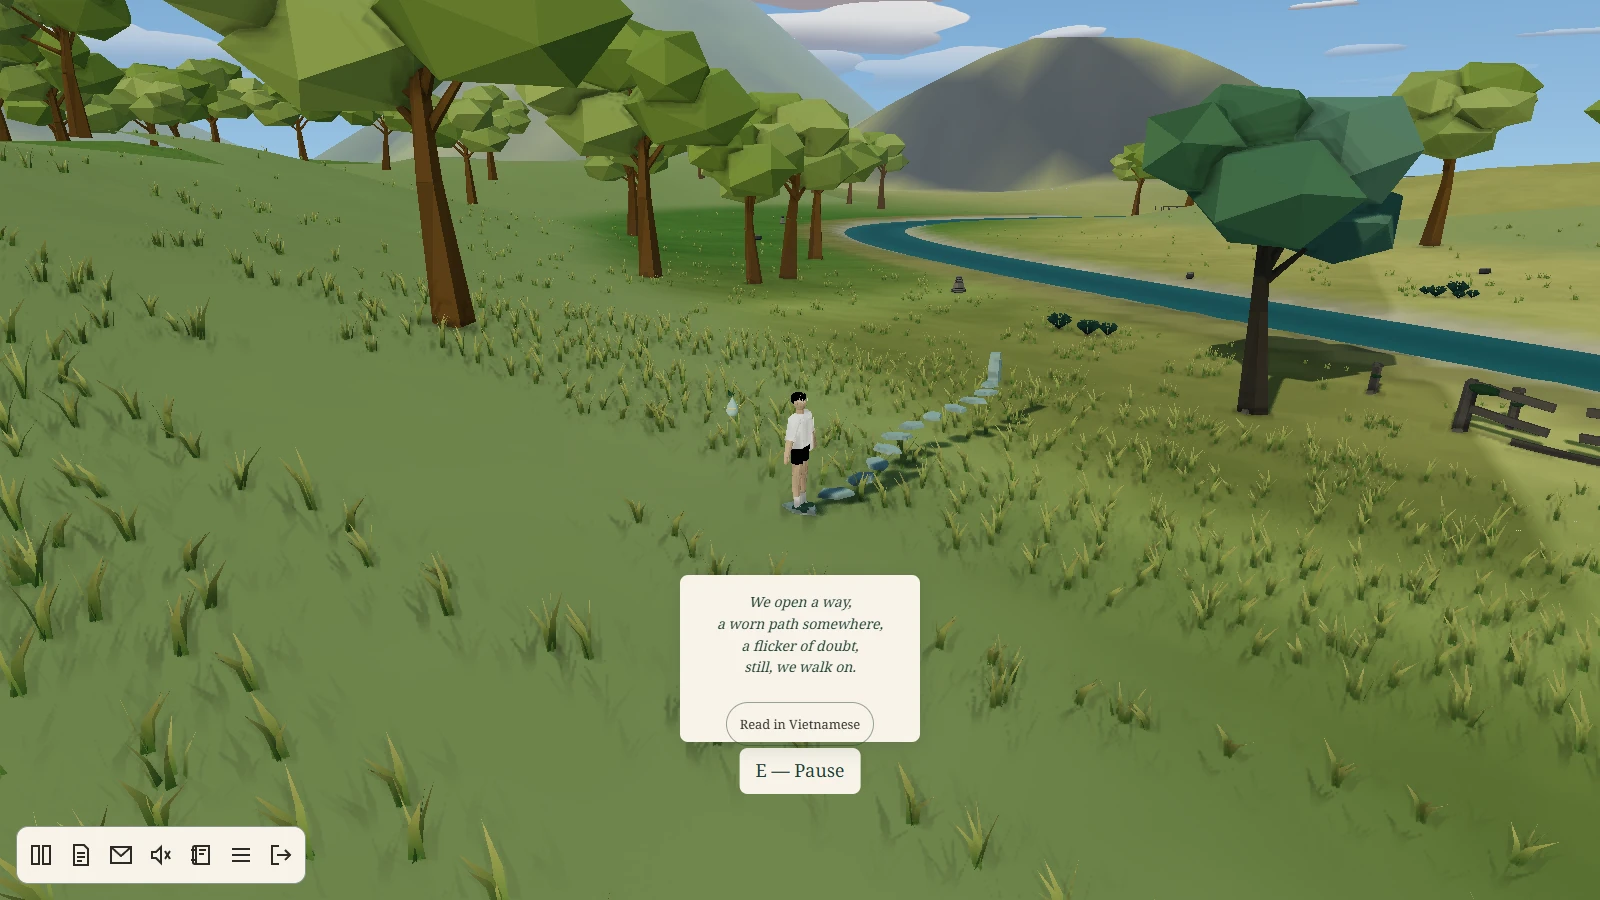 We open a way,
a worn path somewhere,
a flicker of doubt,
still, we walk on.
Read in Vietnamese
E — Pause